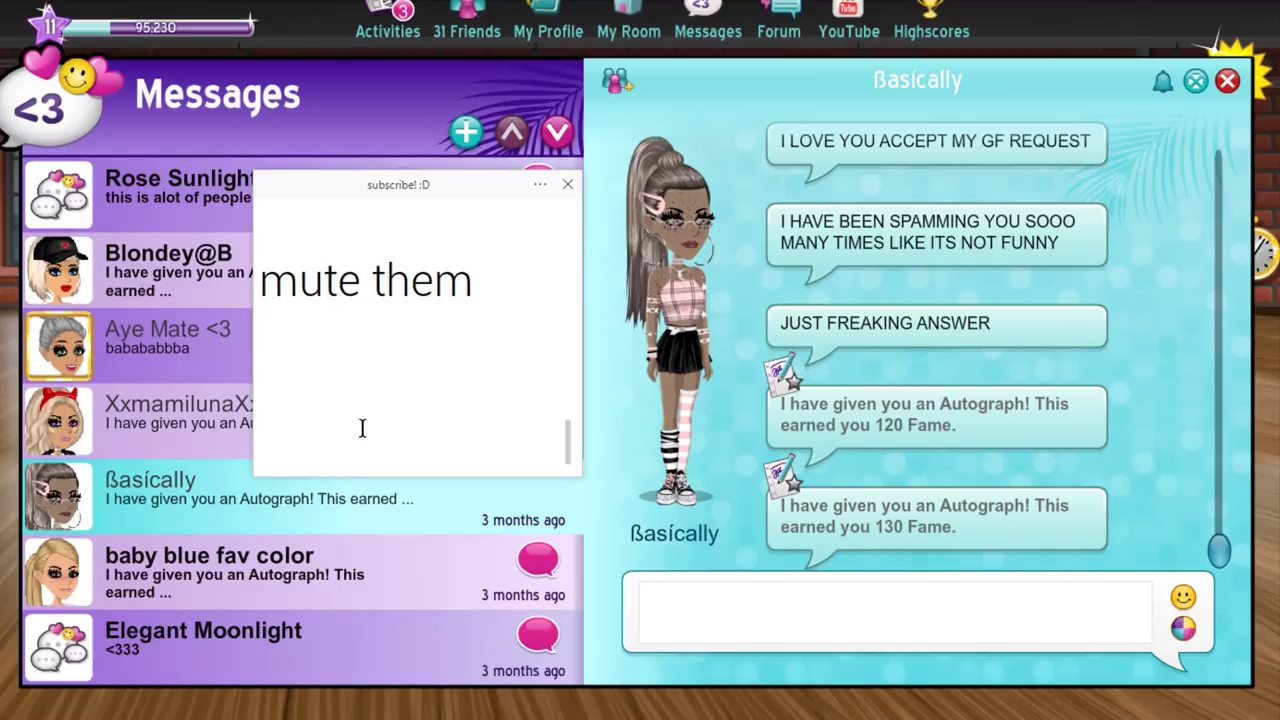 11
95,230
3
<3
Activities
31 Friends
My Profile
My Room
Messages
Forum
YouTube
Highscores
<3
Messages
Rose Sunlight
this is alot of people
Blondey@B
I have given you an
earned ...
Aye Mate <3
babababbba
XxmamilunaXx
I have given you an Au
ßasícally
I have given you an Autograph! This earned ...
3 months ago
baby blue fav color
I have given you an Autograph! This
earned ...
3 months ago
Elegant Moonlight
<333
3 months ago
subscribe! :D
mute them
ßasícally
I LOVE YOU ACCEPT MY GF REQUEST
I HAVE BEEN SPAMMING YOU SOOO
MANY TIMES LIKE ITS NOT FUNNY
JUST FREAKING ANSWER
I have given you an Autograph! This
earned you 120 Fame.
I have given you an Autograph! This
earned you 130 Fame.
ßasícally